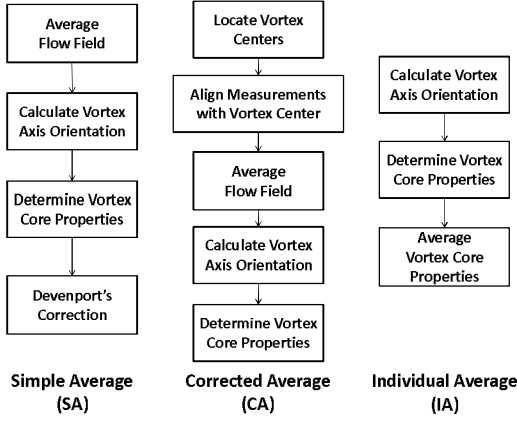 Average
Flow Field
Calculate Vortex
Axis Orientation
Determine Vortex
Core Properties
Devenport's
Correction
Simple Average
(SA)
Locate Vortex
Centers
Align Measurements
with Vortex Center
Average
Flow Field
Calculate Vortex
Axis Orientation
Determine Vortex
Core Properties
Corrected Average
(CA)
Calculate Vortex
Axis Orientation
Determine Vortex
Core Properties
Average
Vortex Core
Properties
Individual Average
(IA)